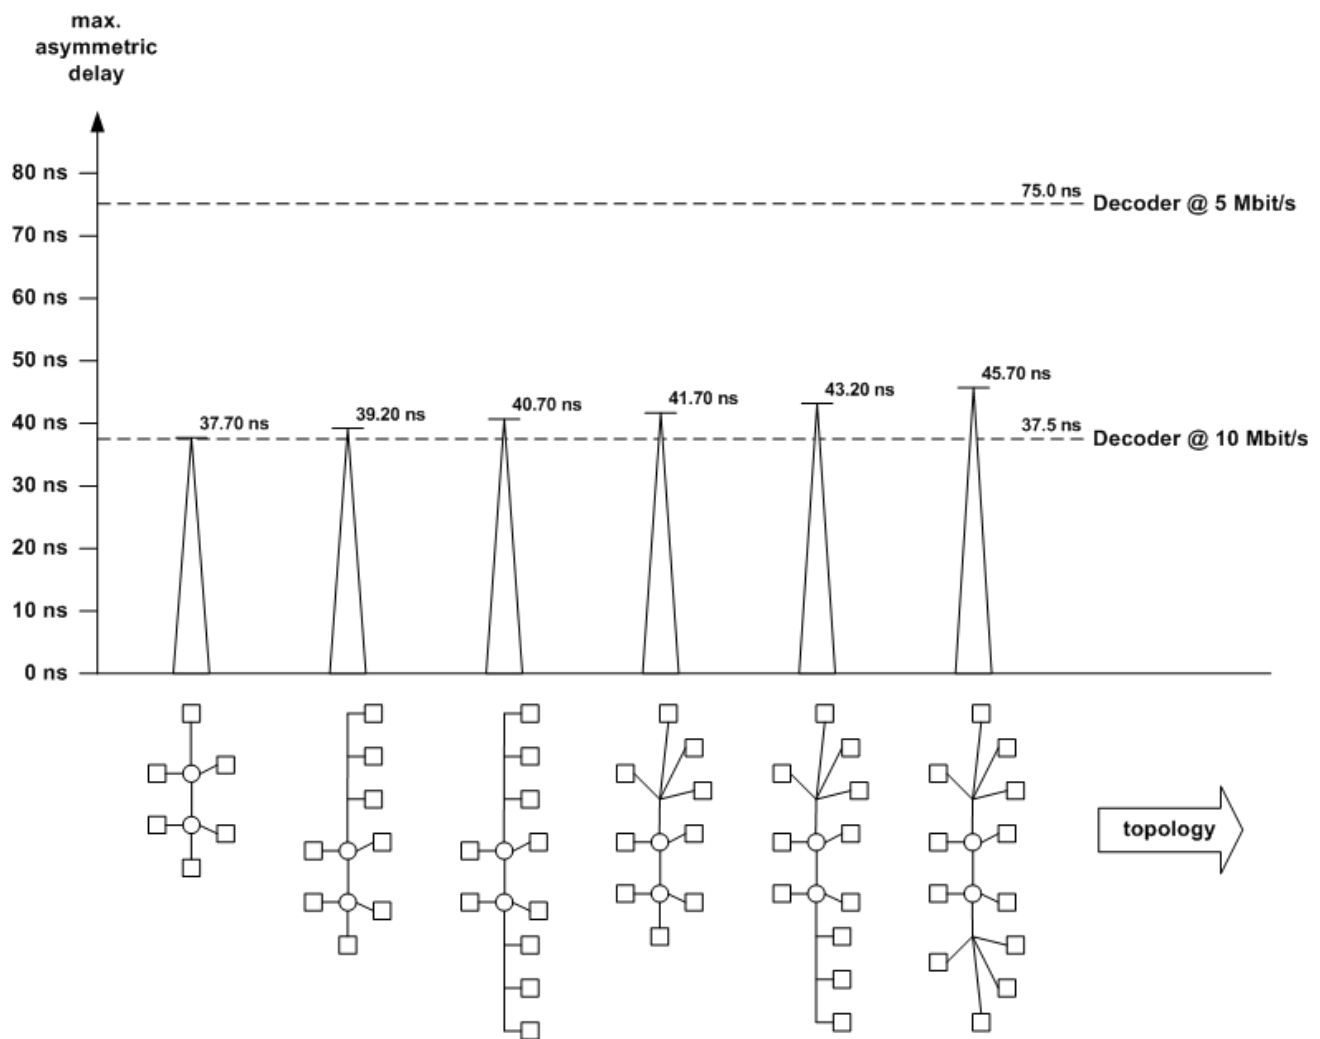 max.
asymmetric
delay
80 ns
75.0 ns
Decoder @ 5 Mbit/s
70 ns
60 ns
50 ns
45.70 ns
43.20 ns
41.70 ns
40.70 ns
39.20 ns
37.70 ns
40 ns
37.5 ns
Decoder @ 10 Mbit/s
30 ns
20 ns
10 ns
0 ns
topology